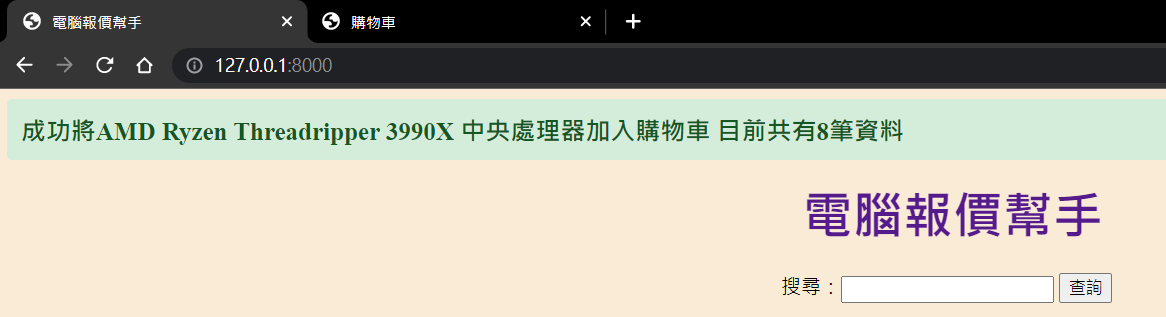 電腦報價幫手
購物車
127.0.0.1:8000
成功將AMD Ryzen Threadripper 3990X 中央處理器加入購物車 目前共有8筆資料
電腦報價幫手
搜尋：
查詢